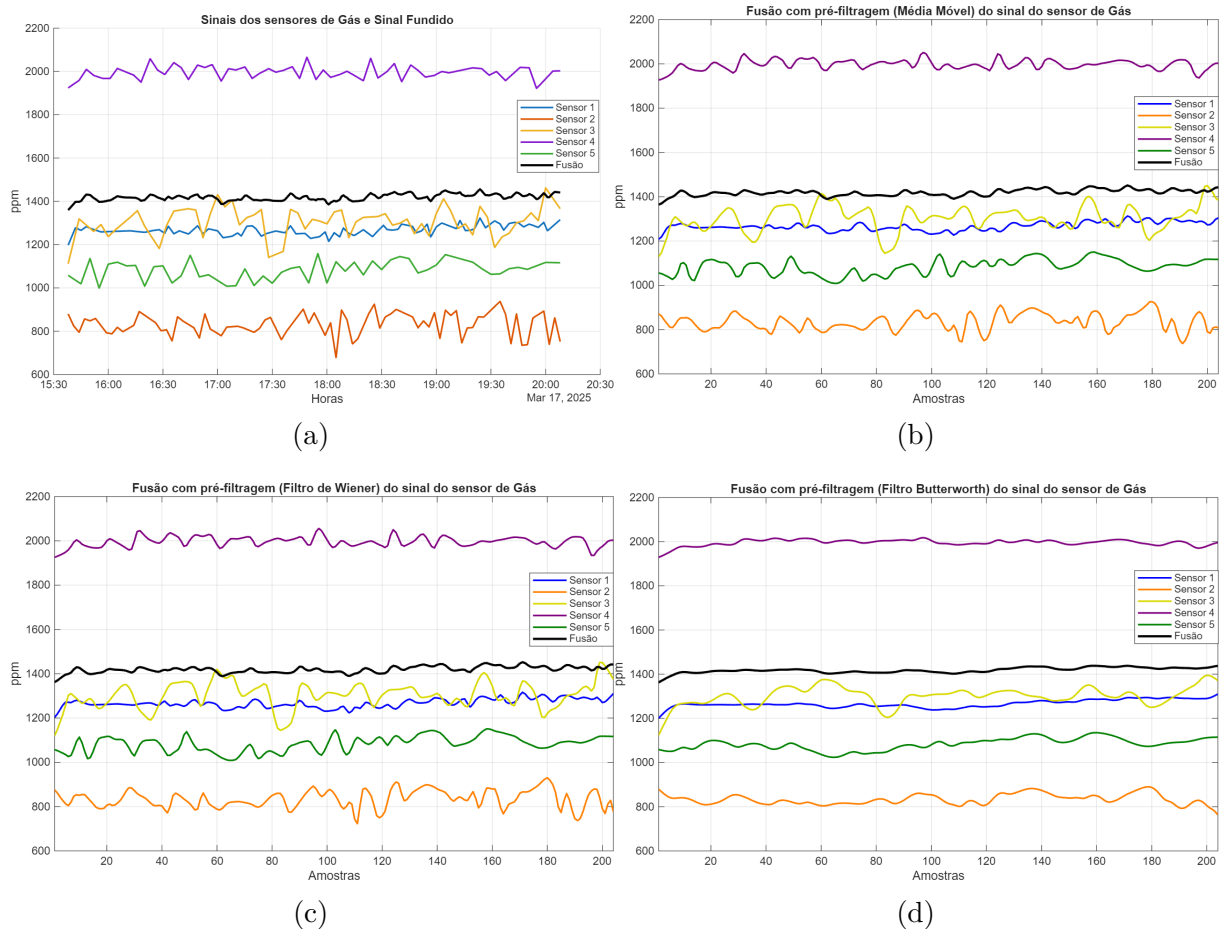 Sinais dos sensores de Gás e Sinal Fundido
2200
2000
1800
1600
1400
1200
1000
800
600
ppm
Sensor 1
Sensor 2
Sensor 3
Sensor 4
Sensor 5
Fusão
15:30 16:00 16:30 17:00 17:30 18:00 18:30 19:00 19:30 20:00 20:30
Horas
Mar 17, 2025
(a)
Fusão com pré-filtragem (Média Móvel) do sinal do sensor de Gás
2200
2000
1800
1600
1400
1200
1000
800
600
ppm
Sensor 1
Sensor 2
Sensor 3
Sensor 4
Sensor 5
Fusão
20 40 60 80 100 120 140 160 180 200
Amostras
(b)
Fusão com pré-filtragem (Filtro de Wiener) do sinal do sensor de Gás
2200
2000
1800
1600
1400
1200
1000
800
600
ppm
Sensor 1
Sensor 2
Sensor 3
Sensor 4
Sensor 5
Fusão
20 40 60 80 100 120 140 160 180 200
Amostras
(c)
Fusão com pré-filtragem (Filtro Butterworth) do sinal do sensor de Gás
2200
2000
1800
1600
1400
1200
1000
800
600
ppm
Sensor 1
Sensor 2
Sensor 3
Sensor 4
Sensor 5
Fusão
20 40 60 80 100 120 140 160 180 200
Amostras
(d)